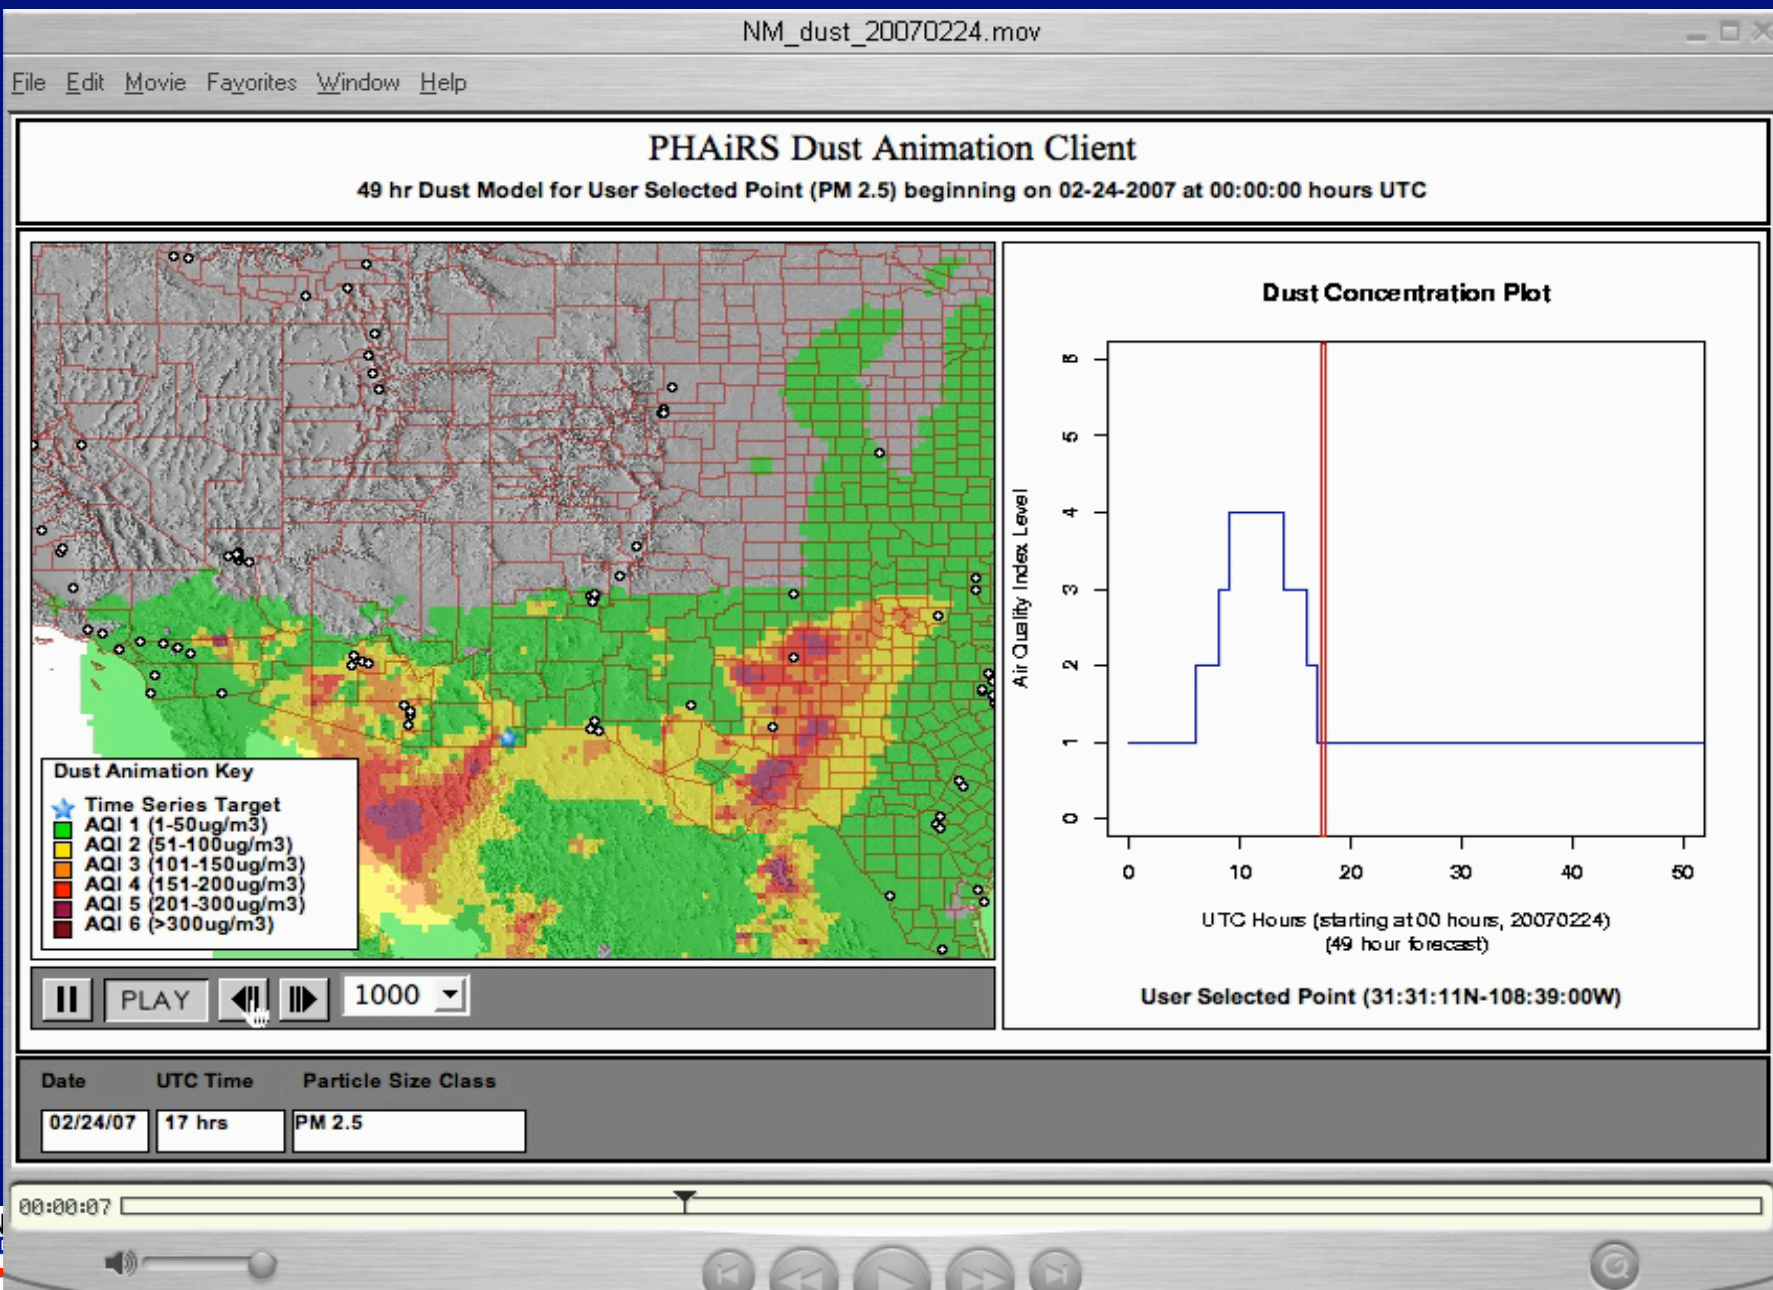 NM_dust_20070224.mov
File Edit Movie Favorites Window Help
PHAiRS Dust Animation Client
49 hr Dust Model for User Selected Point (PM 2.5) beginning on 02-24-2007 at 00:00:00 hours UTC
Dust Animation Key
Time Series Target
AQI 1 (1-50ug/m3)
AQI 2 (51-100ug/m3)
AQI 3 (101-150ug/m3)
AQI 4 (151-200ug/m3)
AQI 5 (201-300ug/m3)
AQI 6 (>300ug/m3)
Dust Concentration Plot
Air Quality Index Level
6
5
4
3
2
1
0
0 10 20 30 40 50
UTC Hours (starting at 00 hours, 20070224)
(49 hour forecast)
User Selected Point (31:31:11N-108:39:00W)
PLAY 1000
Date UTC Time Particle Size Class
02/24/07 17 hrs PM 2.5
00:00:07